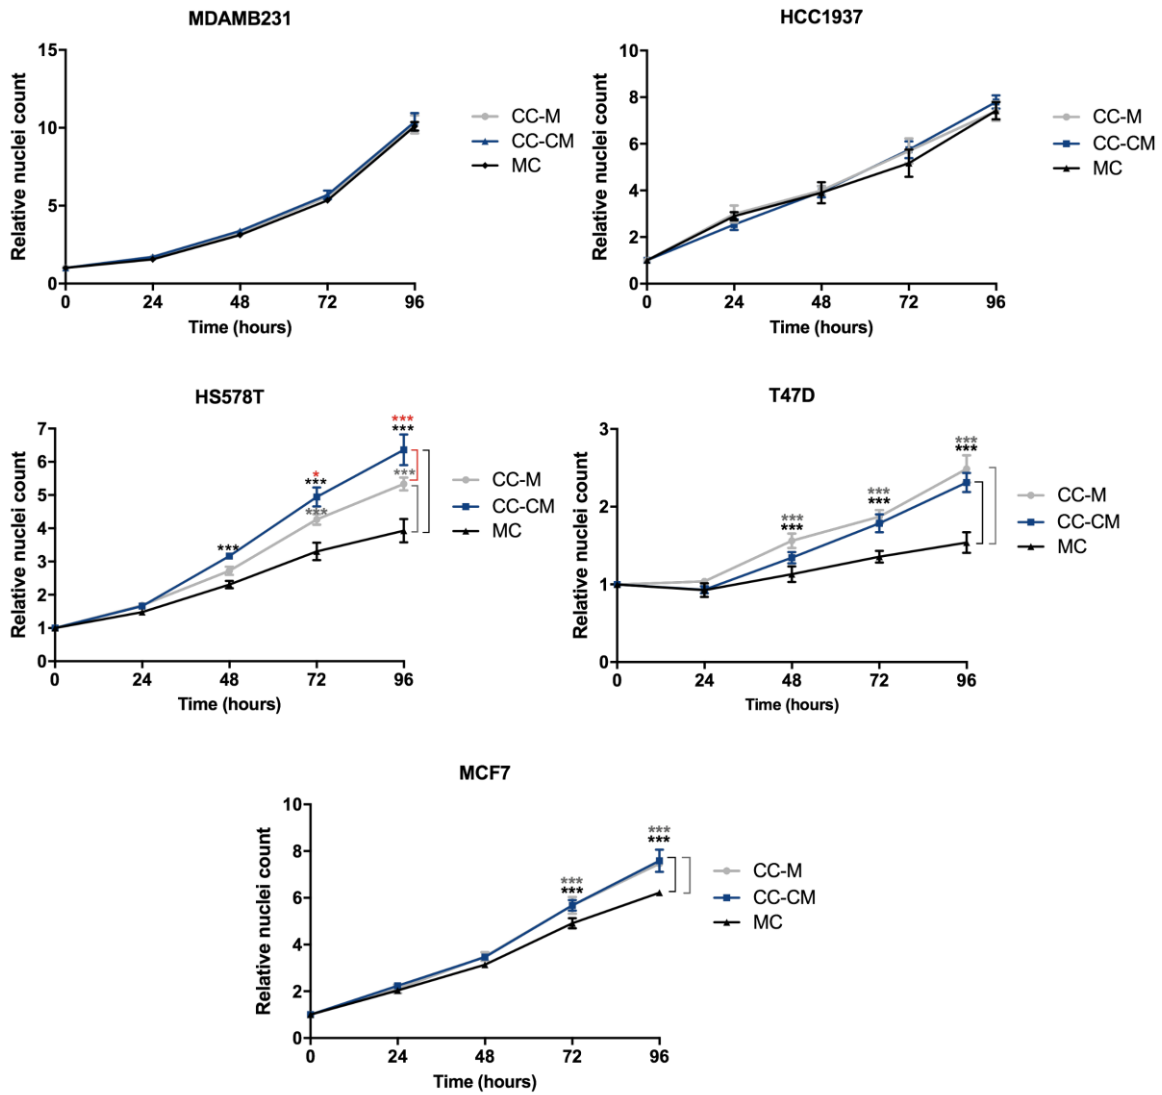 MDAMB231
Relative nuclei count
15
10
5
0
0 24 48 72 96
Time (hours)
CC-M
CC-CM
MC
HCC1937
Relative nuclei count
10
8
6
4
2
0
0 24 48 72 96
Time (hours)
CC-M
CC-CM
MC
HS578T
Relative nuclei count
7
6
5
4
3
2
1
0
***
*
***
***
***
***
***
0 24 48 72 96
Time (hours)
CC-M
CC-CM
MC
T47D
Relative nuclei count
3
2
1
0
***
***
***
***
***
***
0 24 48 72 96
Time (hours)
CC-M
CC-CM
MC
MCF7
Relative nuclei count
10
8
6
4
2
0
***
***
***
***
0 24 48 72 96
Time (hours)
CC-M
CC-CM
MC